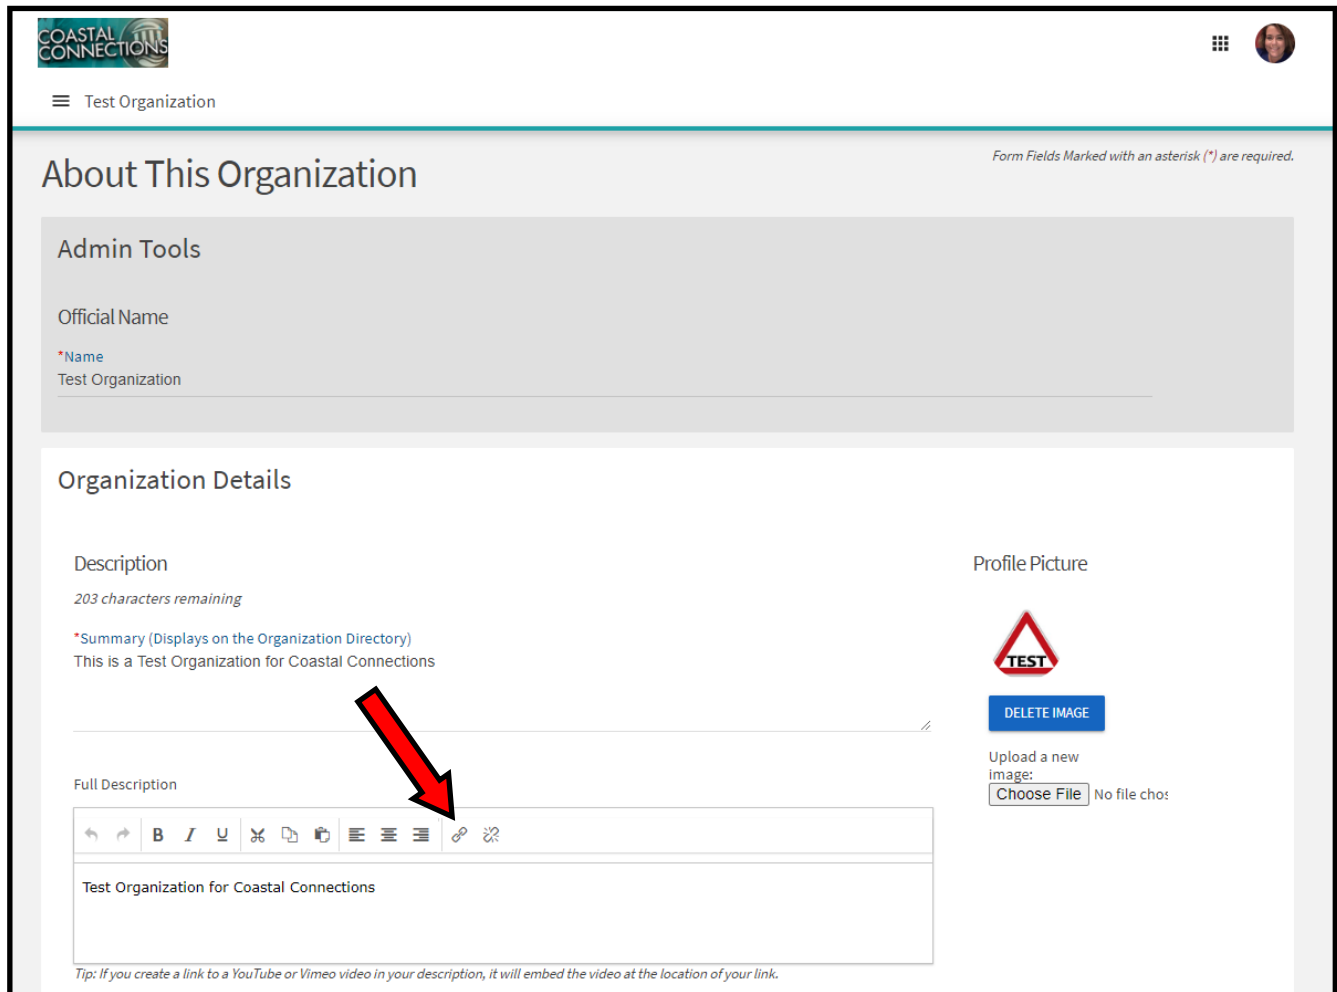 COASTAL
CONNECTIONS
Test Organization
About This Organization
Form Fields Marked with an asterisk (*) are required.
Admin Tools
Official Name
*Name
Test Organization
Organization Details
Description
203 characters remaining
*Summary (Displays on the Organization Directory)
This is a Test Organization for Coastal Connections
Profile Picture
TEST
DELETE IMAGE
Upload a new
image:
Choose File No file chos
Full Description
B I U
Test Organization for Coastal Connections
Tip: If you create a link to a YouTube or Vimeo video in your description, it will embed the video at the location of your link.